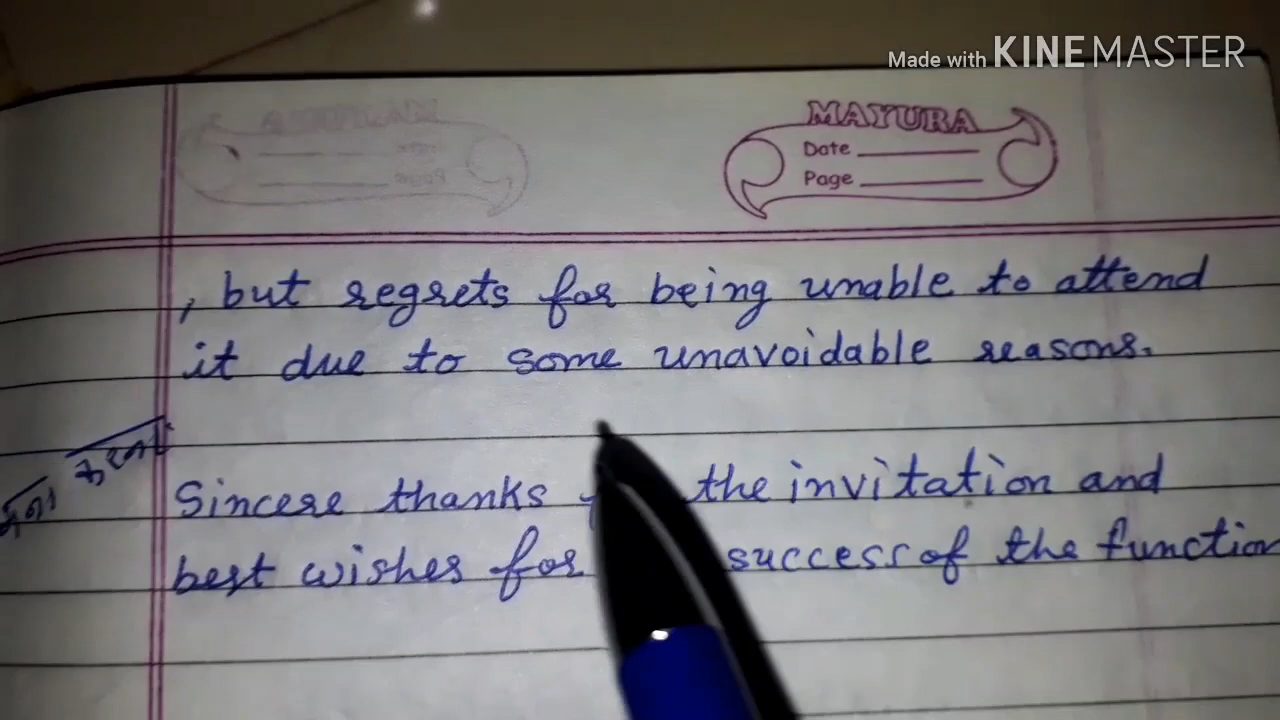 Made with KINEMASTER
MAYURA
Date
Page
, but regrets for being unable to attend
it due to some unavoidable reasons.
Sincere thanks the invitation and
best wishes for success of the function